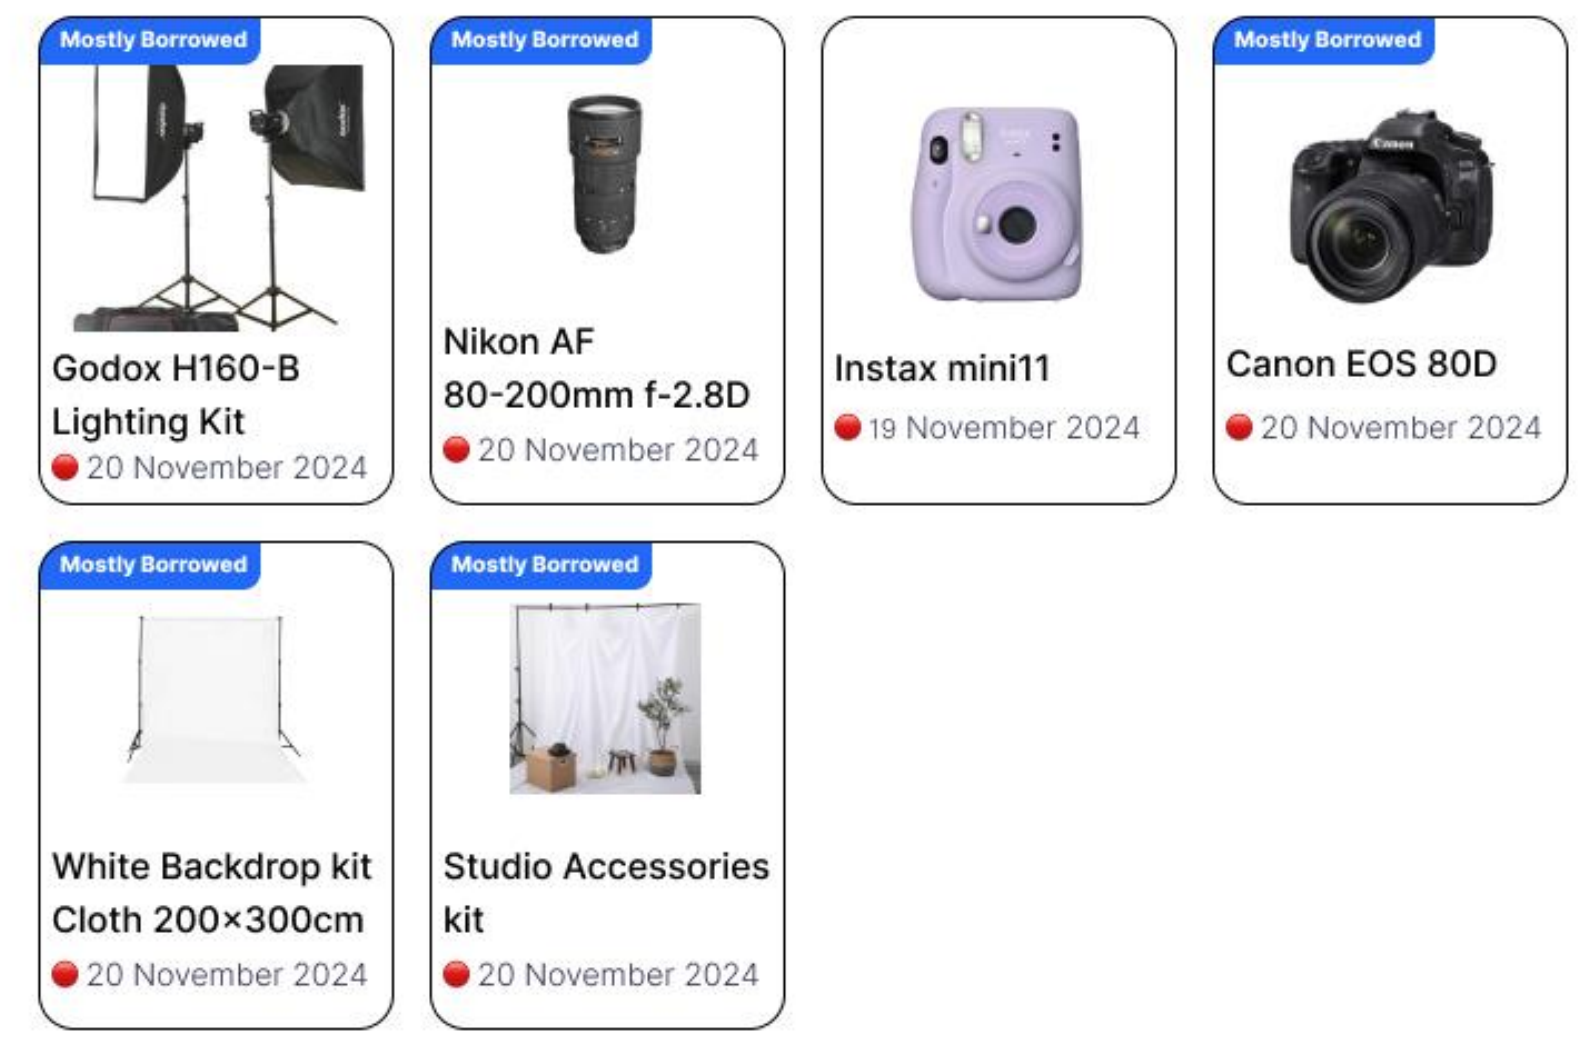 Mostly Borrowed
Godox H160-B
Lighting Kit
20 November 2024
Mostly Borrowed
Nikon AF
80-200mm f-2.8D
20 November 2024
Instax mini11
19 November 2024
Mostly Borrowed
Canon
Canon EOS 80D
20 November 2024
Mostly Borrowed
White Backdrop kit
Cloth 200×300cm
20 November 2024
Mostly Borrowed
Studio Accessories
kit
20 November 2024